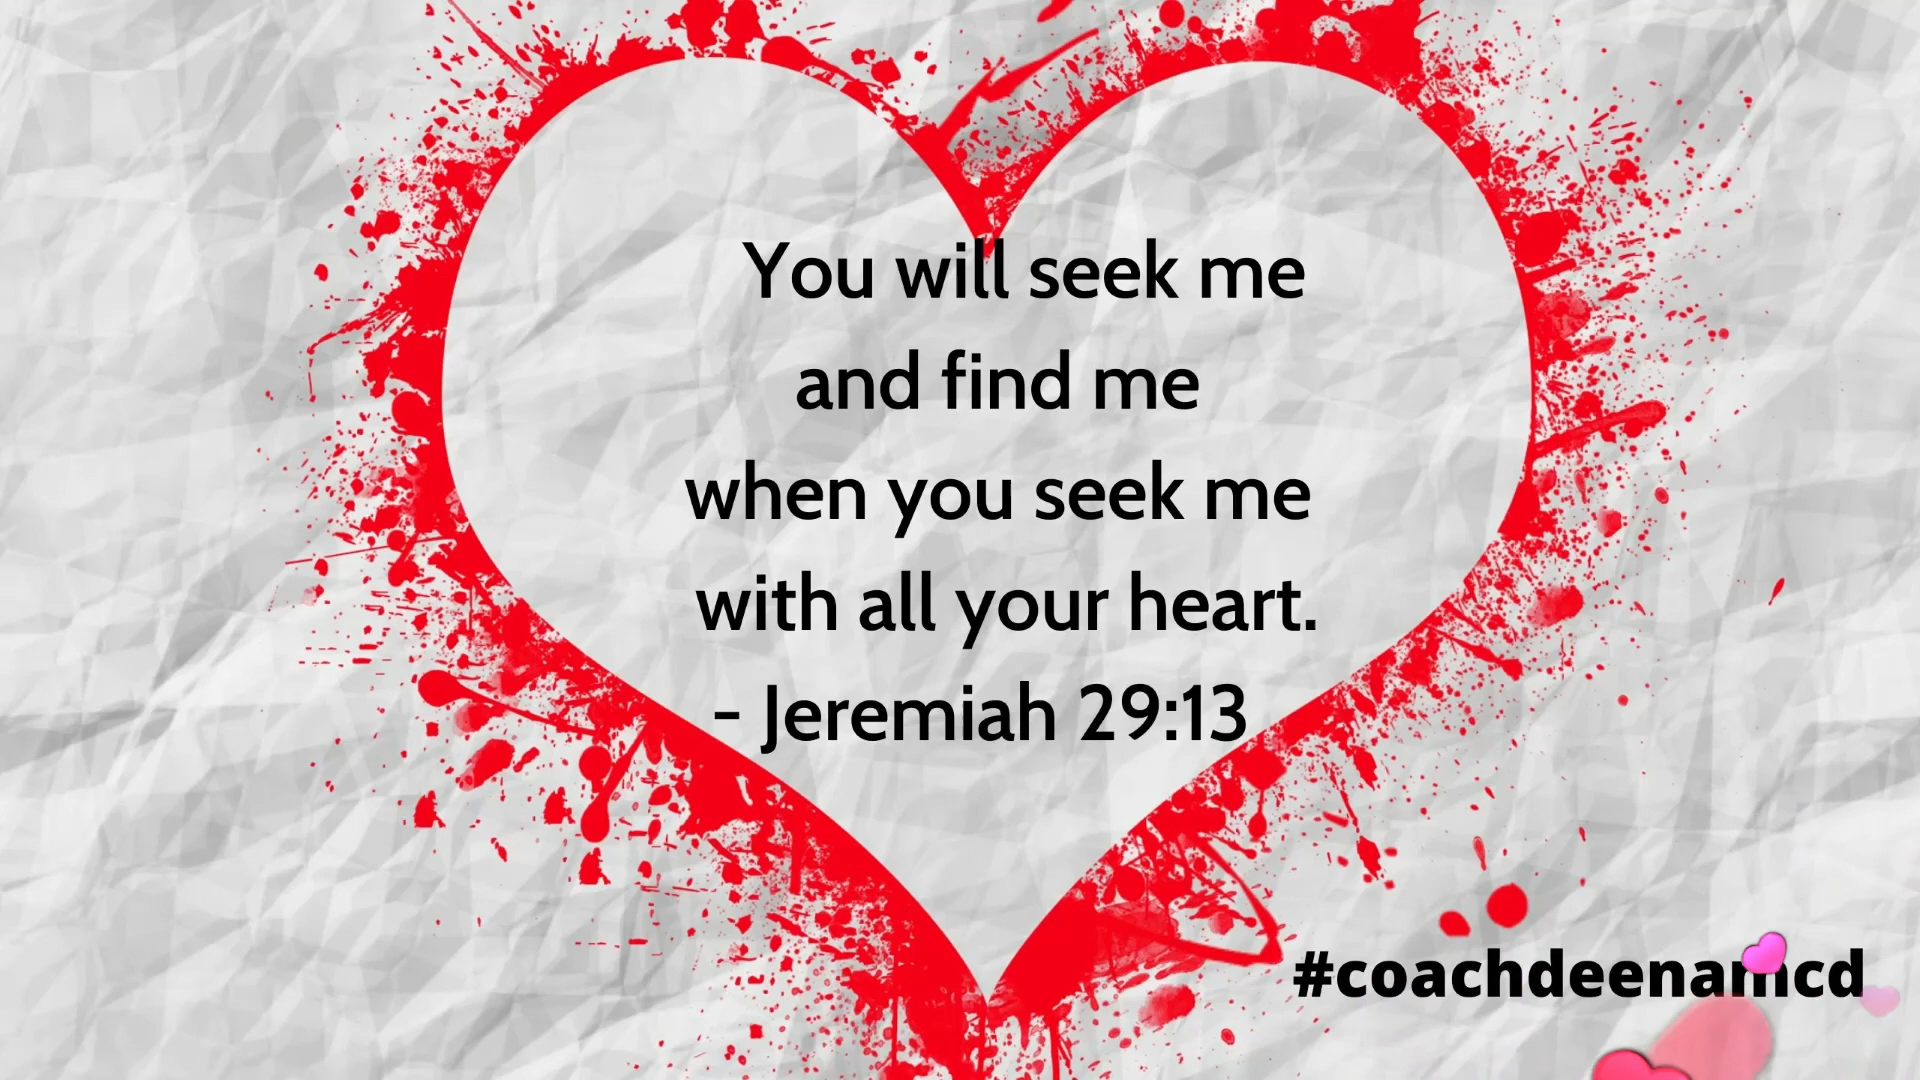 You will seek me
and find me
when you seek me
with all your heart.
- Jeremiah 29:13
#coachdeenamcd